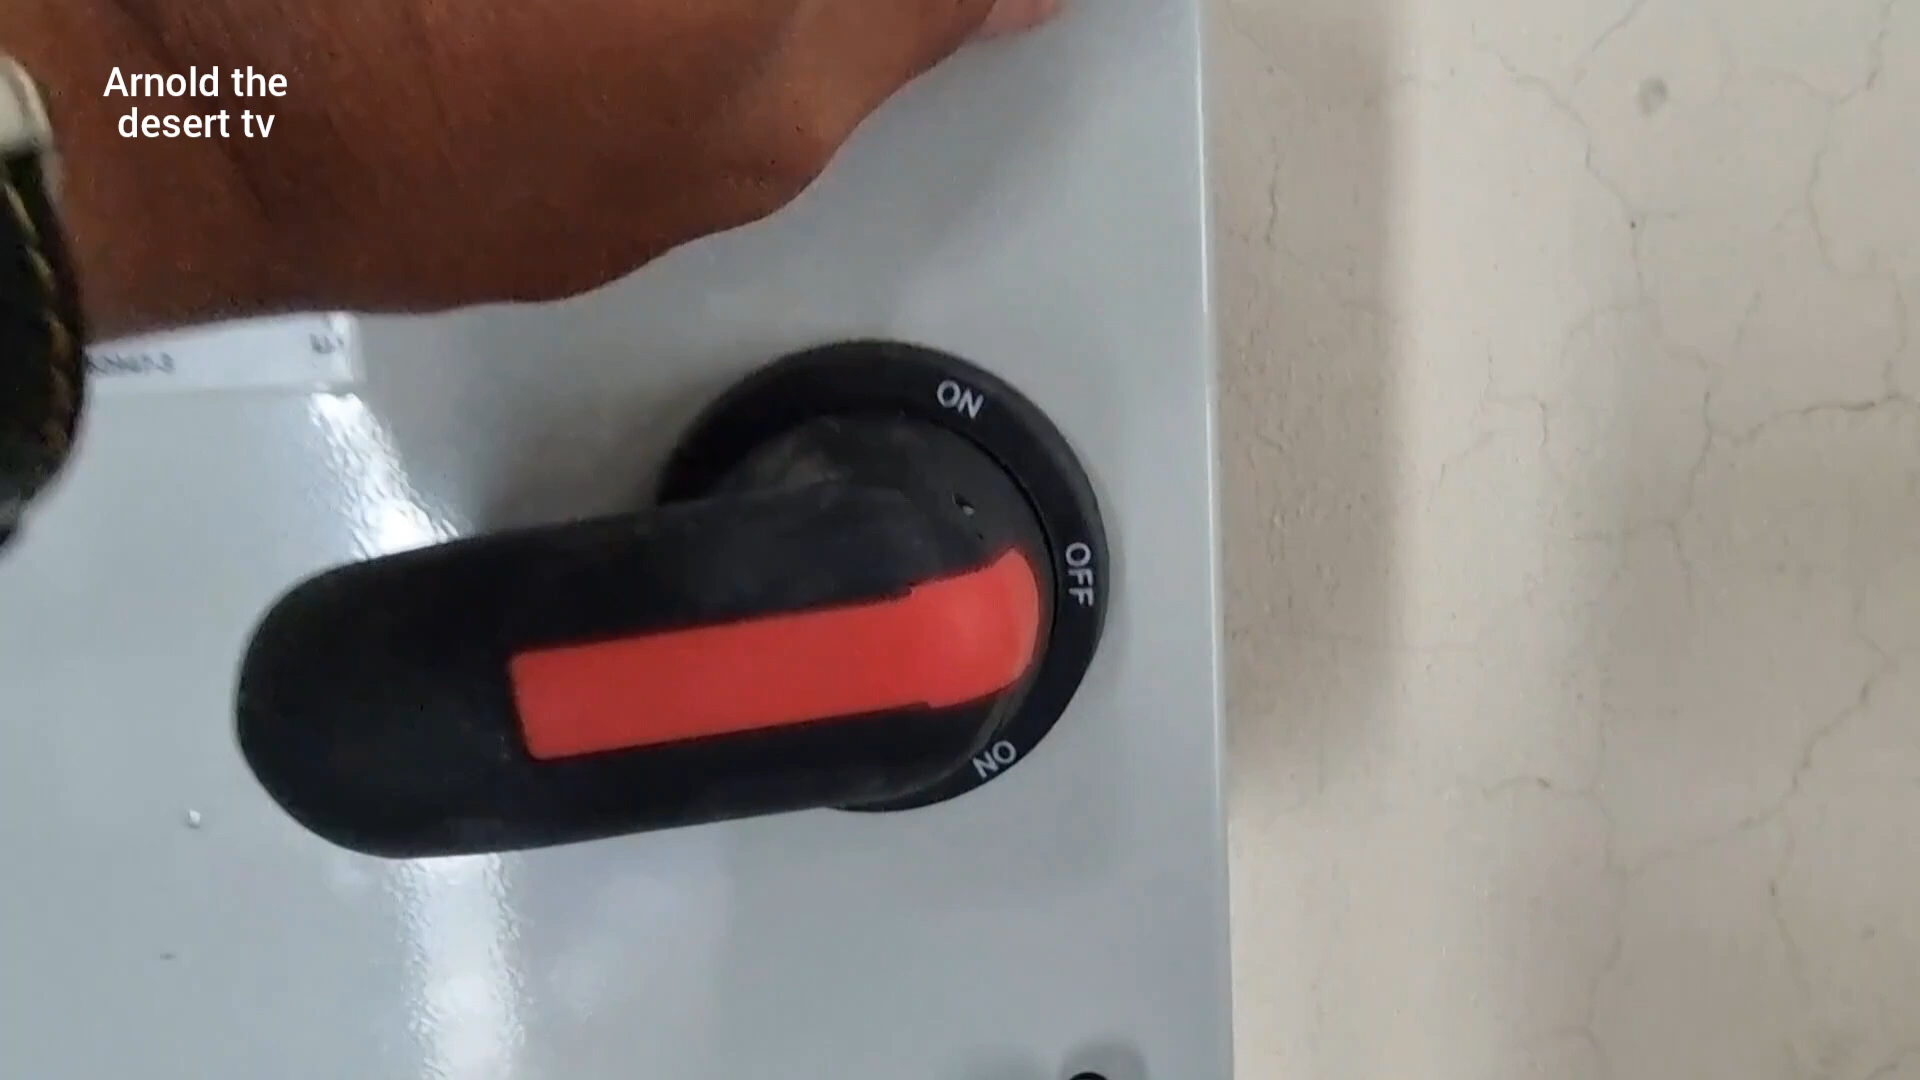 Arnold the
desert tv
ON
OFF
ON